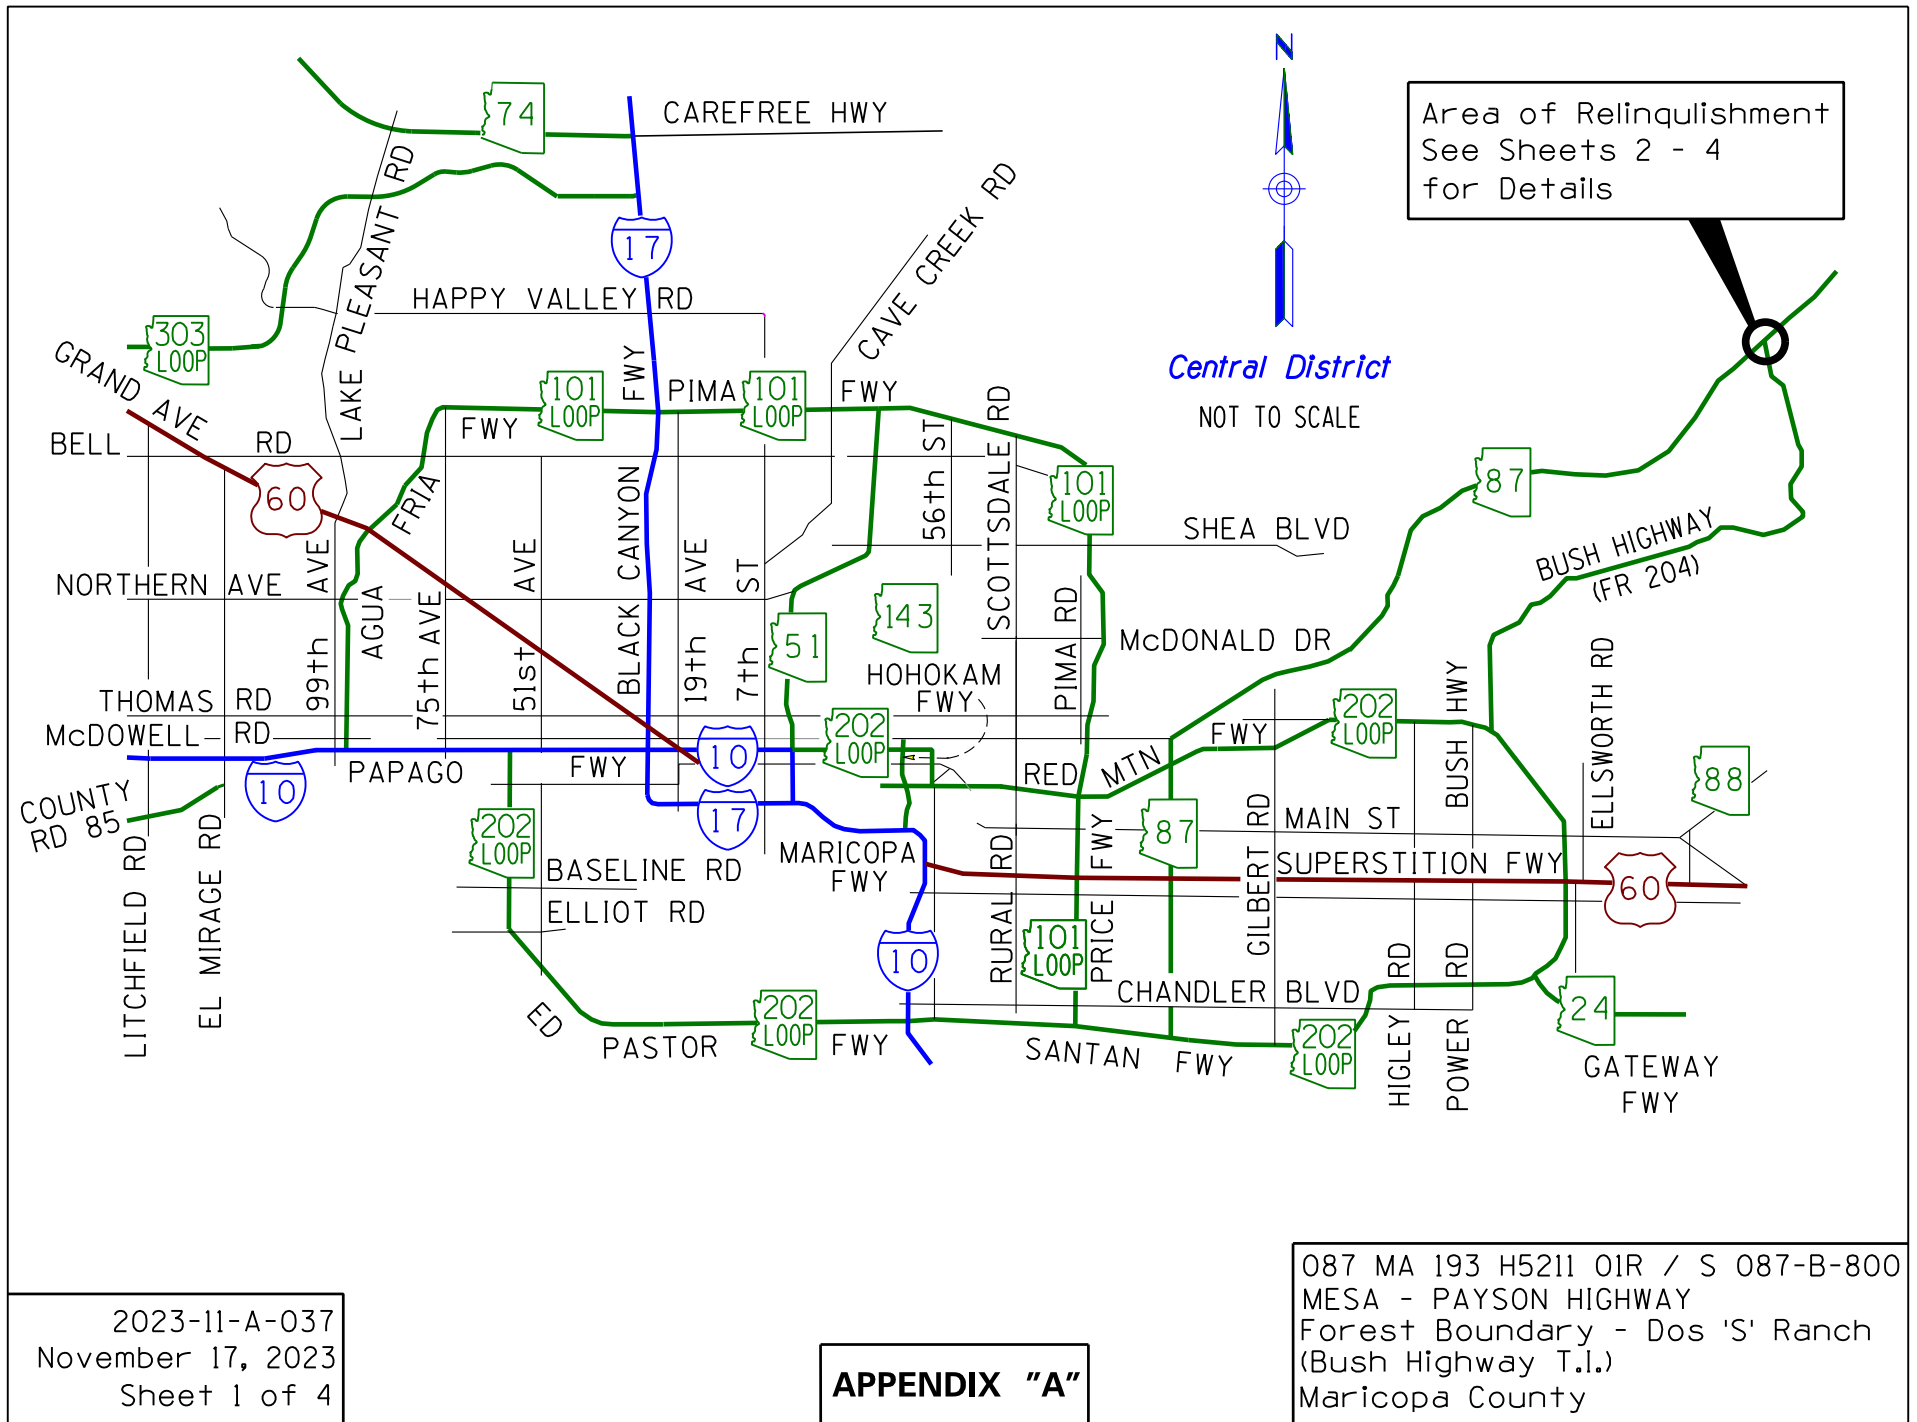 N
Area of Relinqulishment
See Sheets 2 - 4
for Details
74
CAREFREE HWY
LAKE PLEASANT RD
17
CAVE CREEK RD
HAPPY VALLEY RD
303
LOOP
Central District
NOT TO SCALE
GRAND AVE
101
LOOP
FWY
PIMA
101
LOOP
FWY
FWY
BELL RD
60
AGUA FRIA
BLACK CANYON
56th ST
SCOTTSDALE RD
101
LOOP
87
SHEA BLVD
BUSH HIGHWAY
(FR 204)
NORTHERN AVE
99th AVE
75th AVE
51st AVE
19th AVE
7th ST
143
51
PIMA RD
McDONALD DR
HOHOKAM
FWY
THOMAS RD
McDOWELL RD
202
LOOP
202
LOOP
FWY
BUSH HWY
ELLSWORTH RD
PAPAGO
FWY
10
10
RED MTN
88
COUNTY
RD 85
17
202
LOOP
87
MAIN ST
GILBERT RD
LITCHFIELD RD
EL MIRAGE RD
BASELINE RD
ELLIOT RD
MARICOPA
FWY
RURAL RD
PRICE FWY
SUPERSTITION FWY
60
10
101
LOOP
CHANDLER BLVD
HIGLEY RD
POWER RD
24
ED
PASTOR
202
LOOP
FWY
SANTAN FWY
202
LOOP
GATEWAY
FWY
087 MA 193 H5211 01R / S 087-B-800
MESA - PAYSON HIGHWAY
Forest Boundary - Dos 'S' Ranch
(Bush Highway T.I.)
Maricopa County
2023-11-A-037
November 17, 2023
Sheet 1 of 4
APPENDIX "A"